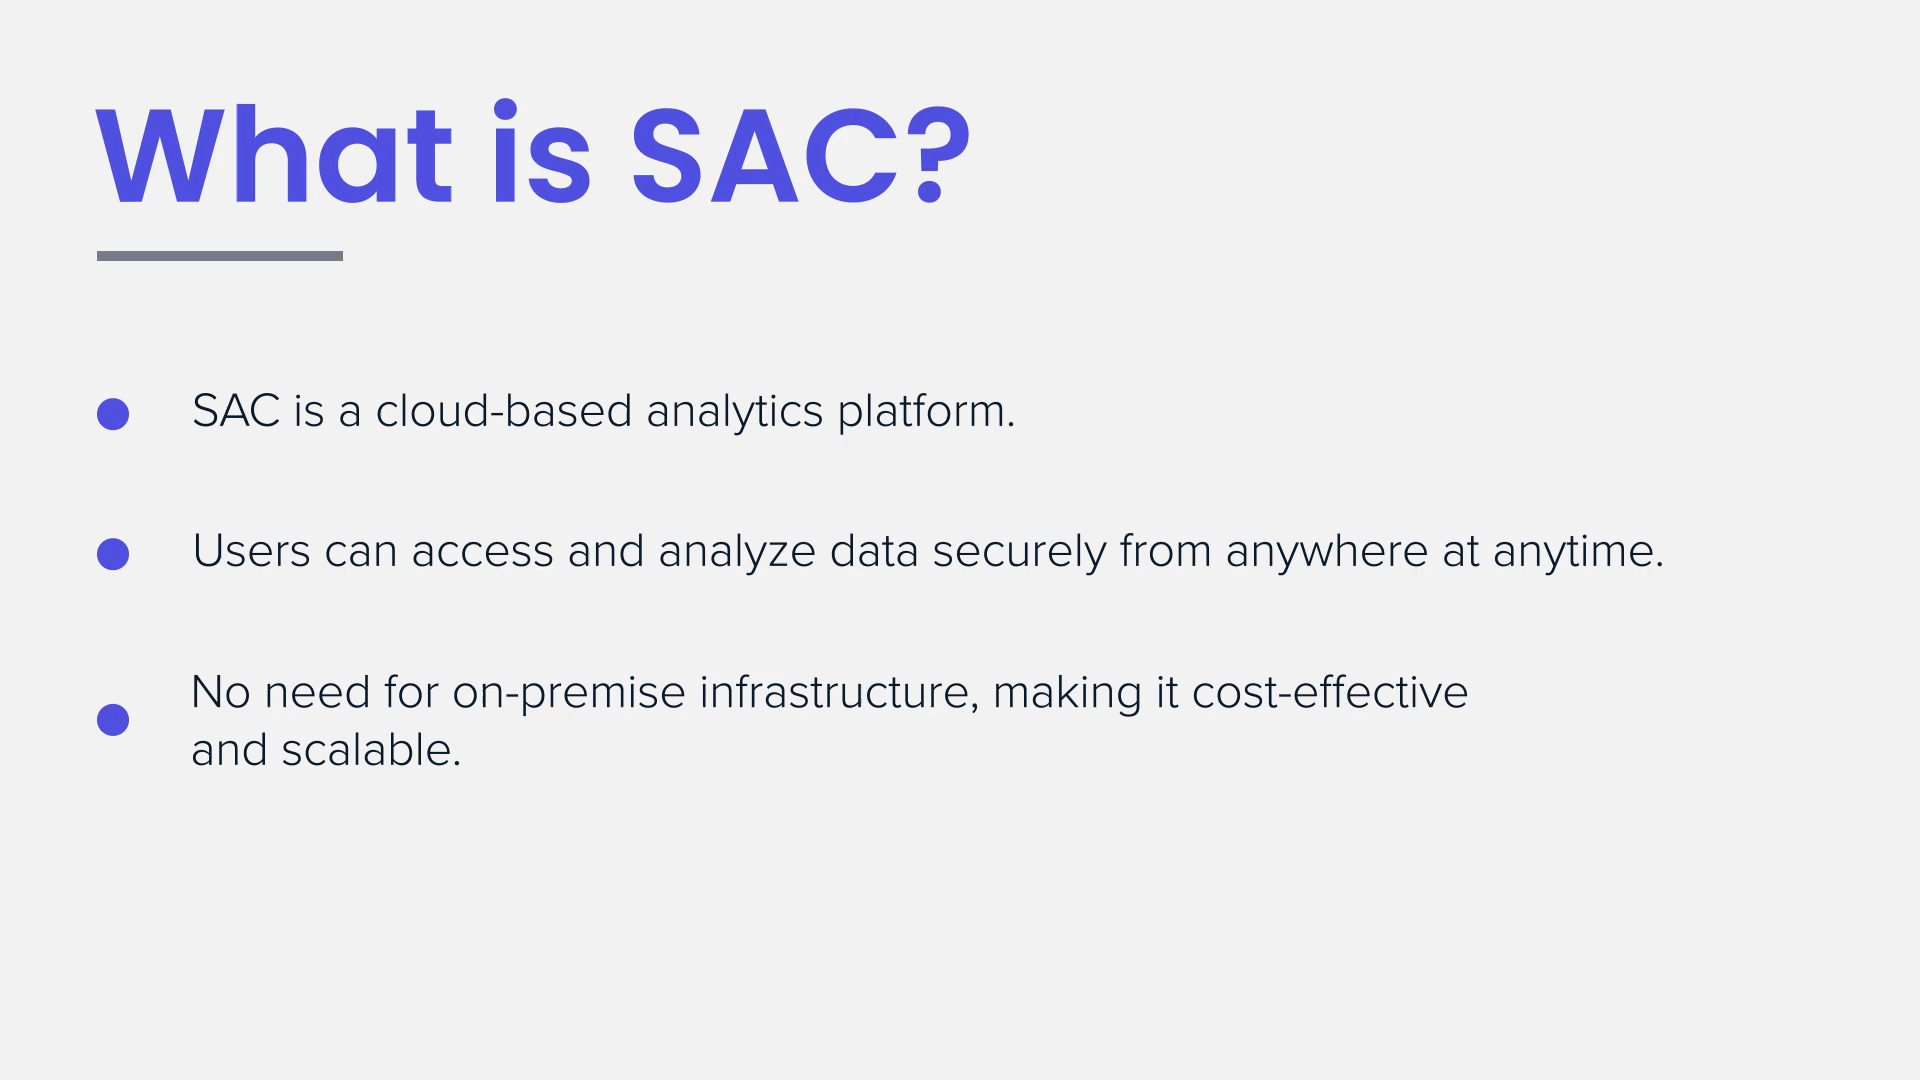 What is SAC?
SAC is a cloud-based analytics platform.
Users can access and analyze data securely from anywhere at anytime.
No need for on-premise infrastructure, making it cost-effective
and scalable.